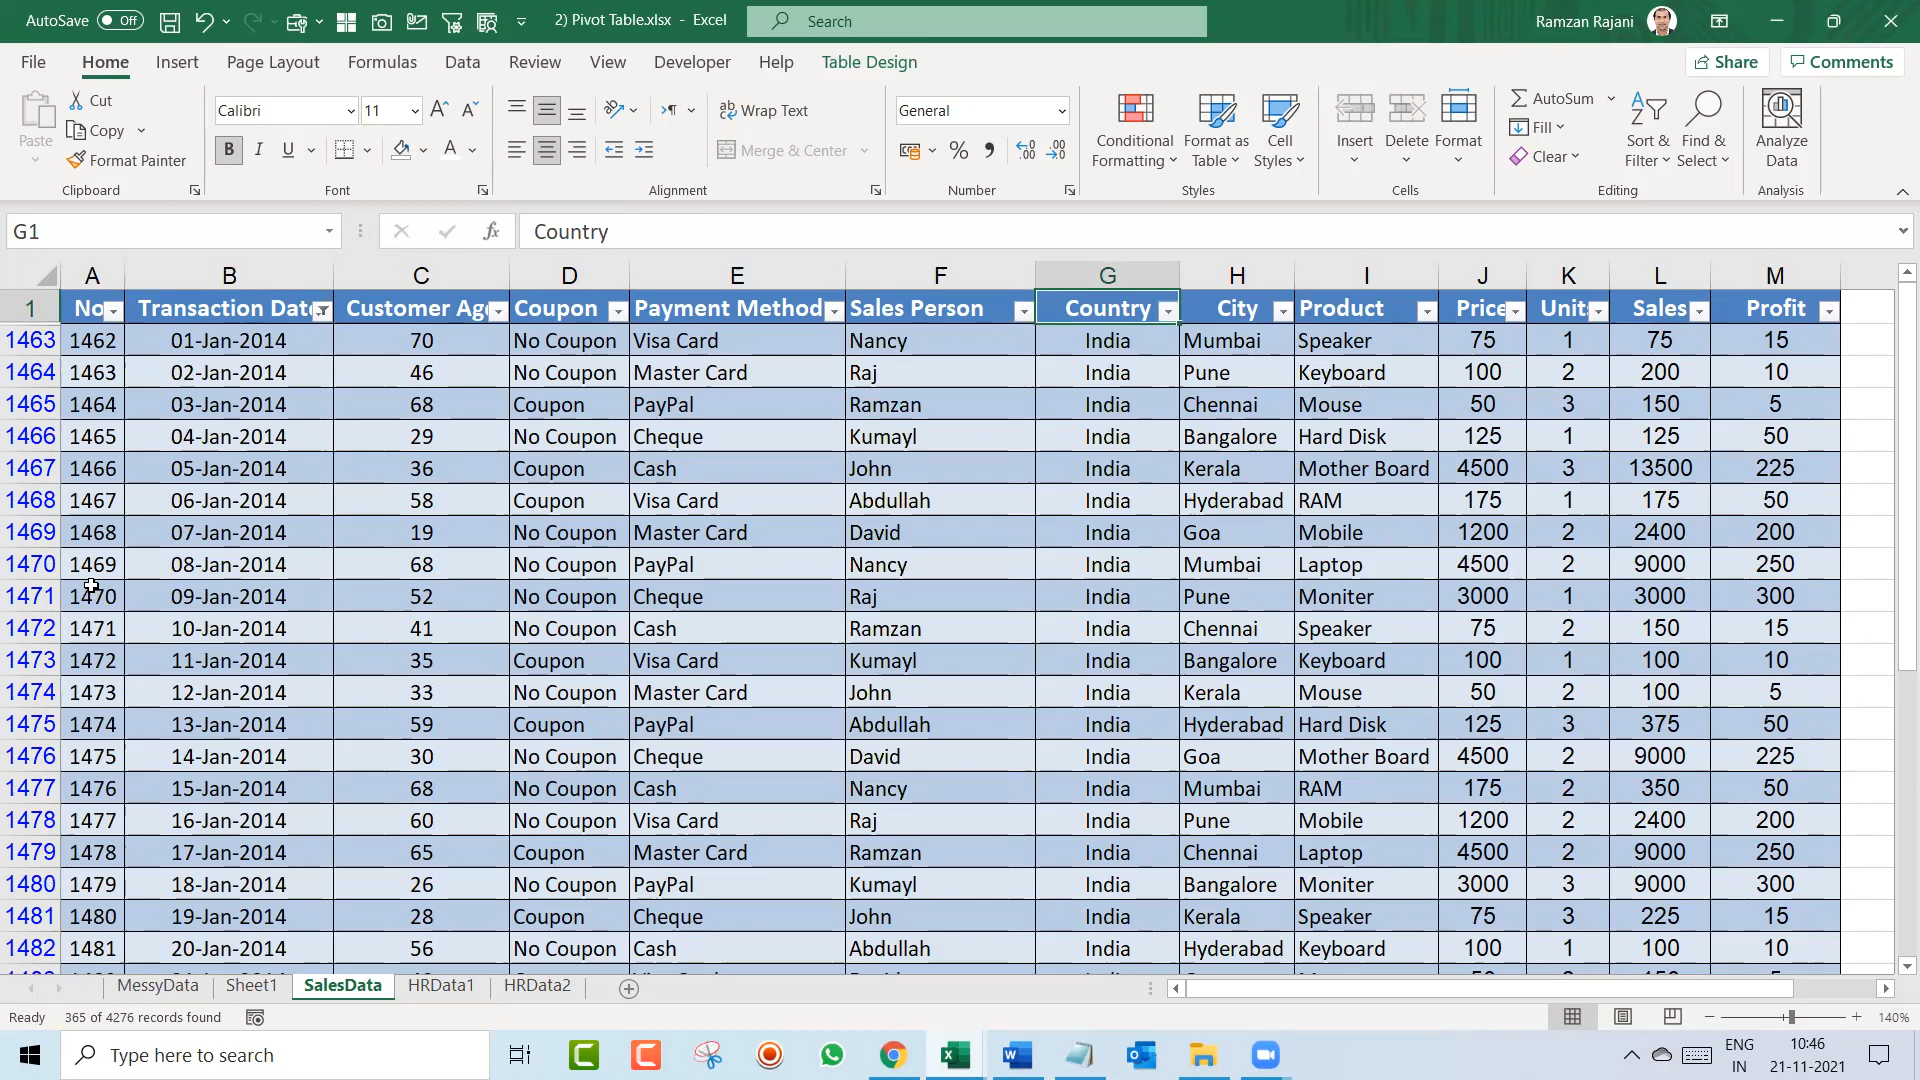 AutoSave Off 2) Pivot Table.xlsx - Excel Search Ramzan Rajani
File Home Insert Page Layout Formulas Data Review View Developer Help Table Design Share Comments
Paste Cut Copy Format Painter Clipboard
Calibri 11 B I U A Font
Wrap Text Merge & Center Alignment
General % Number
Conditional Formatting Format as Table Cell Styles Styles
Insert Delete Format Cells
AutoSum Fill Clear Sort & Filter Find & Select Editing
Analyze Data Analysis
G1 fx Country
A B C D E F G H I J K L M
1 No Transaction Dat Customer Ag Coupon Payment Method Sales Person Country City Product Price Unit Sales Profit
1463 1462 01-Jan-2014 70 No Coupon Visa Card Nancy India Mumbai Speaker 75 1 75 15
1464 1463 02-Jan-2014 46 No Coupon Master Card Raj India Pune Keyboard 100 2 200 10
1465 1464 03-Jan-2014 68 Coupon PayPal Ramzan India Chennai Mouse 50 3 150 5
1466 1465 04-Jan-2014 29 No Coupon Cheque Kumayl India Bangalore Hard Disk 125 1 125 50
1467 1466 05-Jan-2014 36 Coupon Cash John India Kerala Mother Board 4500 3 13500 225
1468 1467 06-Jan-2014 58 Coupon Visa Card Abdullah India Hyderabad RAM 175 1 175 50
1469 1468 07-Jan-2014 19 No Coupon Master Card David India Goa Mobile 1200 2 2400 200
1470 1469 08-Jan-2014 68 No Coupon PayPal Nancy India Mumbai Laptop 4500 2 9000 250
1471 1470 09-Jan-2014 52 No Coupon Cheque Raj India Pune Moniter 3000 1 3000 300
1472 1471 10-Jan-2014 41 No Coupon Cash Ramzan India Chennai Speaker 75 2 150 15
1473 1472 11-Jan-2014 35 Coupon Visa Card Kumayl India Bangalore Keyboard 100 1 100 10
1474 1473 12-Jan-2014 33 No Coupon Master Card John India Kerala Mouse 50 2 100 5
1475 1474 13-Jan-2014 59 Coupon PayPal Abdullah India Hyderabad Hard Disk 125 3 375 50
1476 1475 14-Jan-2014 30 No Coupon Cheque David India Goa Mother Board 4500 2 9000 225
1477 1476 15-Jan-2014 68 No Coupon Cash Nancy India Mumbai RAM 175 2 350 50
1478 1477 16-Jan-2014 60 No Coupon Visa Card Raj India Pune Mobile 1200 2 2400 200
1479 1478 17-Jan-2014 65 Coupon Master Card Ramzan India Chennai Laptop 4500 2 9000 250
1480 1479 18-Jan-2014 26 No Coupon PayPal Kumayl India Bangalore Moniter 3000 3 9000 300
1481 1480 19-Jan-2014 28 Coupon Cheque John India Kerala Speaker 75 3 225 15
1482 1481 20-Jan-2014 56 No Coupon Cash Abdullah India Hyderabad Keyboard 100 1 100 10
MessyData Sheet1 SalesData HRData1 HRData2
Ready 365 of 4276 records found 140%
Type here to search ENG IN 10:46 21-11-2021